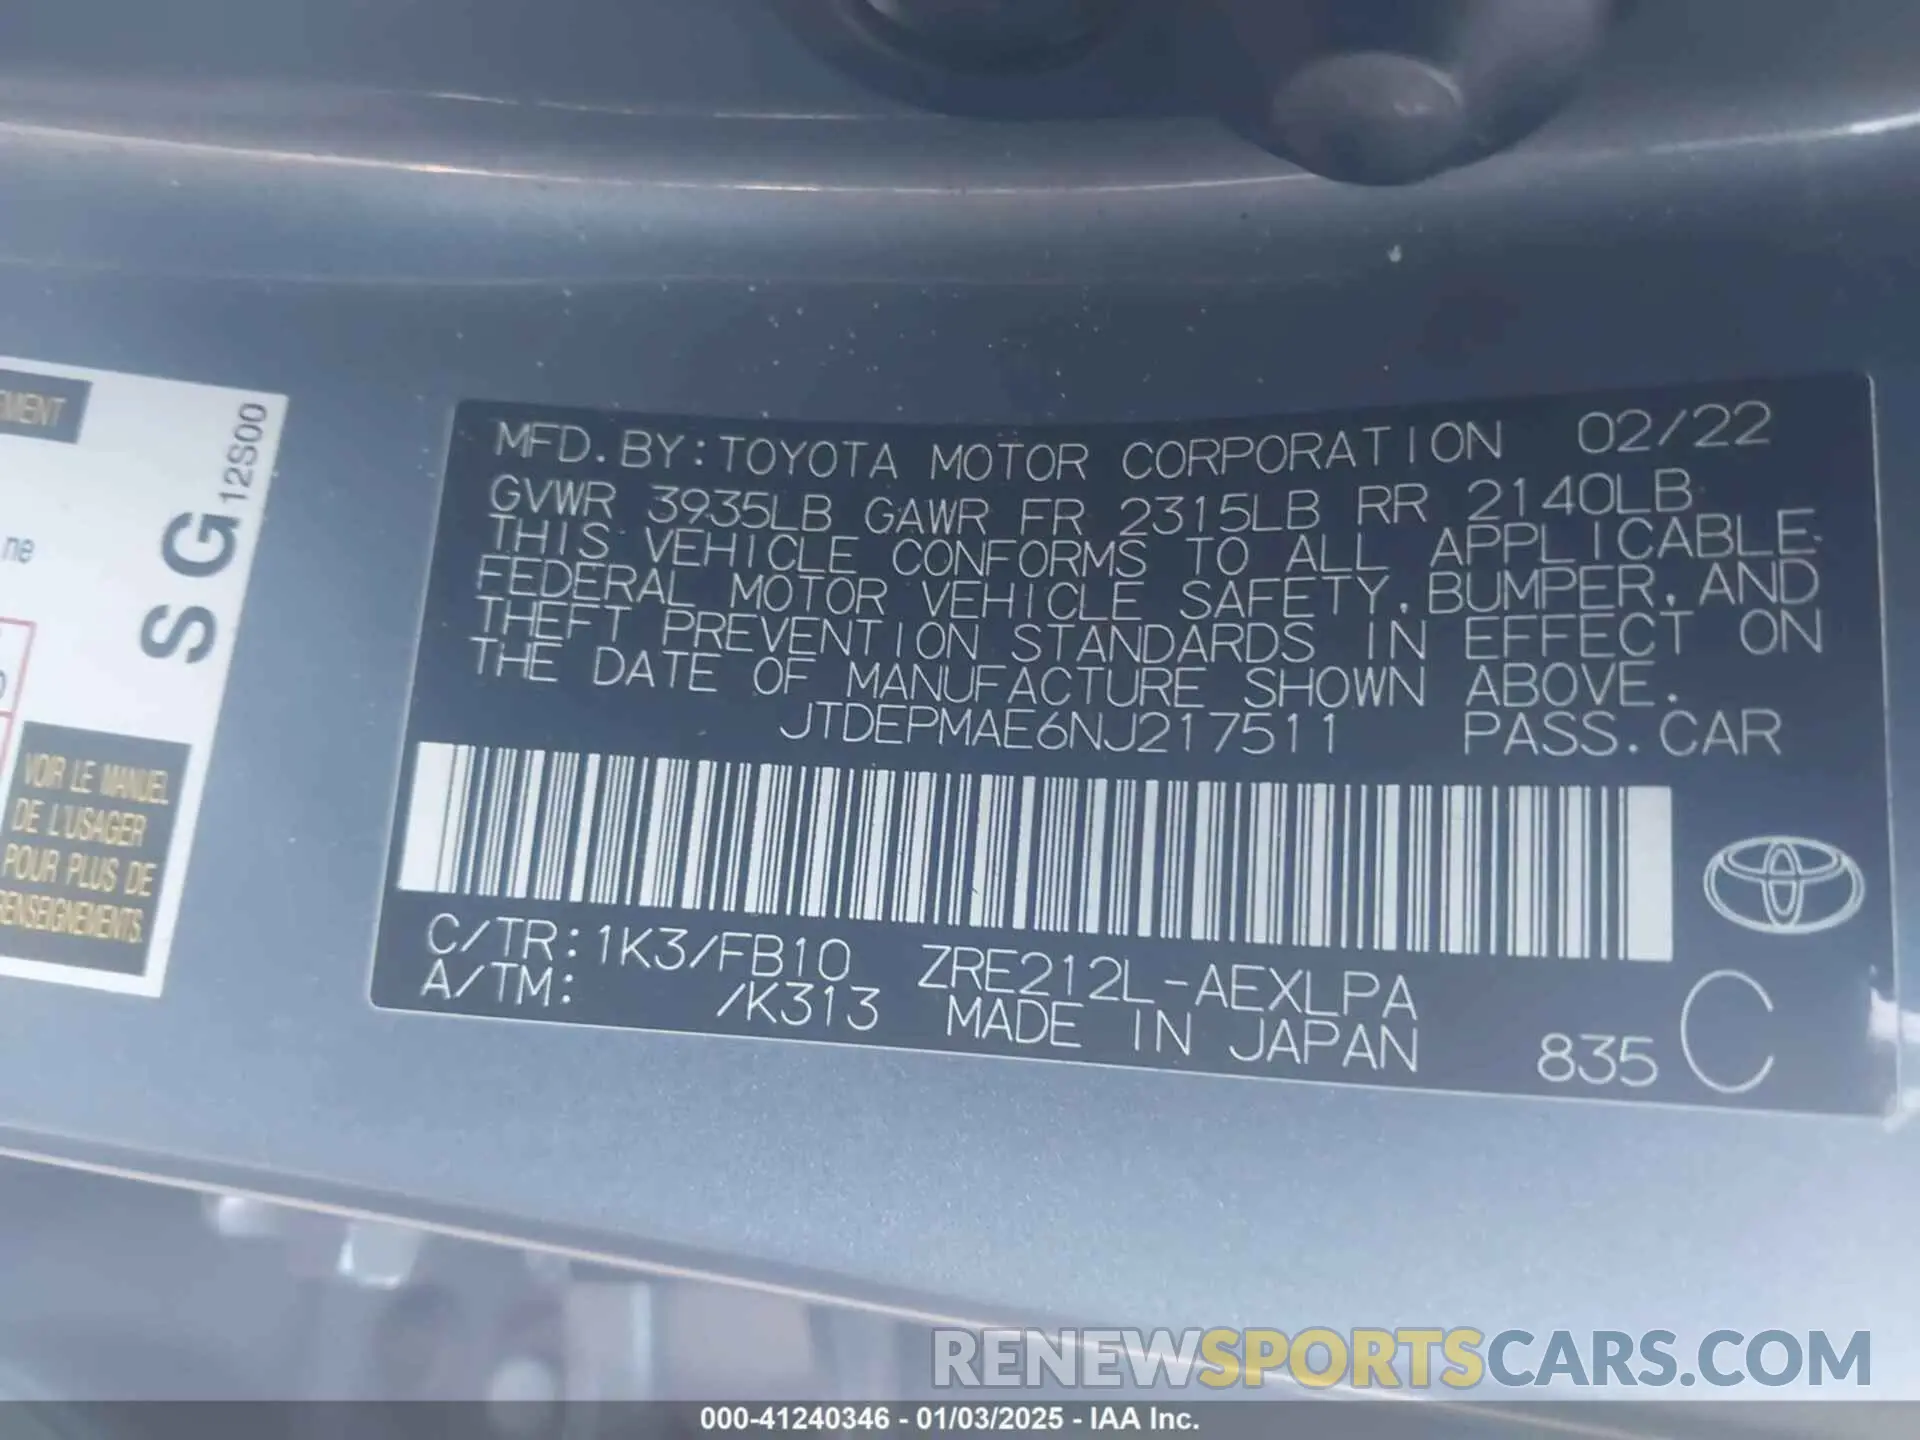 EMENT
ne
SG12S00
VOIR LE MANUEL
DE L'USAGER
POUR PLUS DE
RENSEIGNEMENTS.
MFD. BY: TOYOTA MOTOR CORPORATION 02/22
GVWR 3935LB GAWR FR 2315LB RR 2140LB
THIS VEHICLE CONFORMS TO ALL APPLICABLE
FEDERAL MOTOR VEHICLE SAFETY, BUMPER, AND
THEFT PREVENTION STANDARDS IN EFFECT ON
THE DATE OF MANUFACTURE SHOWN ABOVE.
JTDEPMAE6NJ217511 PASS. CAR
C/TR: 1K3/FB10 ZRE212L-AEXLPA
A/TM: /K313 MADE IN JAPAN 835 C
RENEWSPORTSCARS.COM
000-41240346 - 01/03/2025 - IAA Inc.